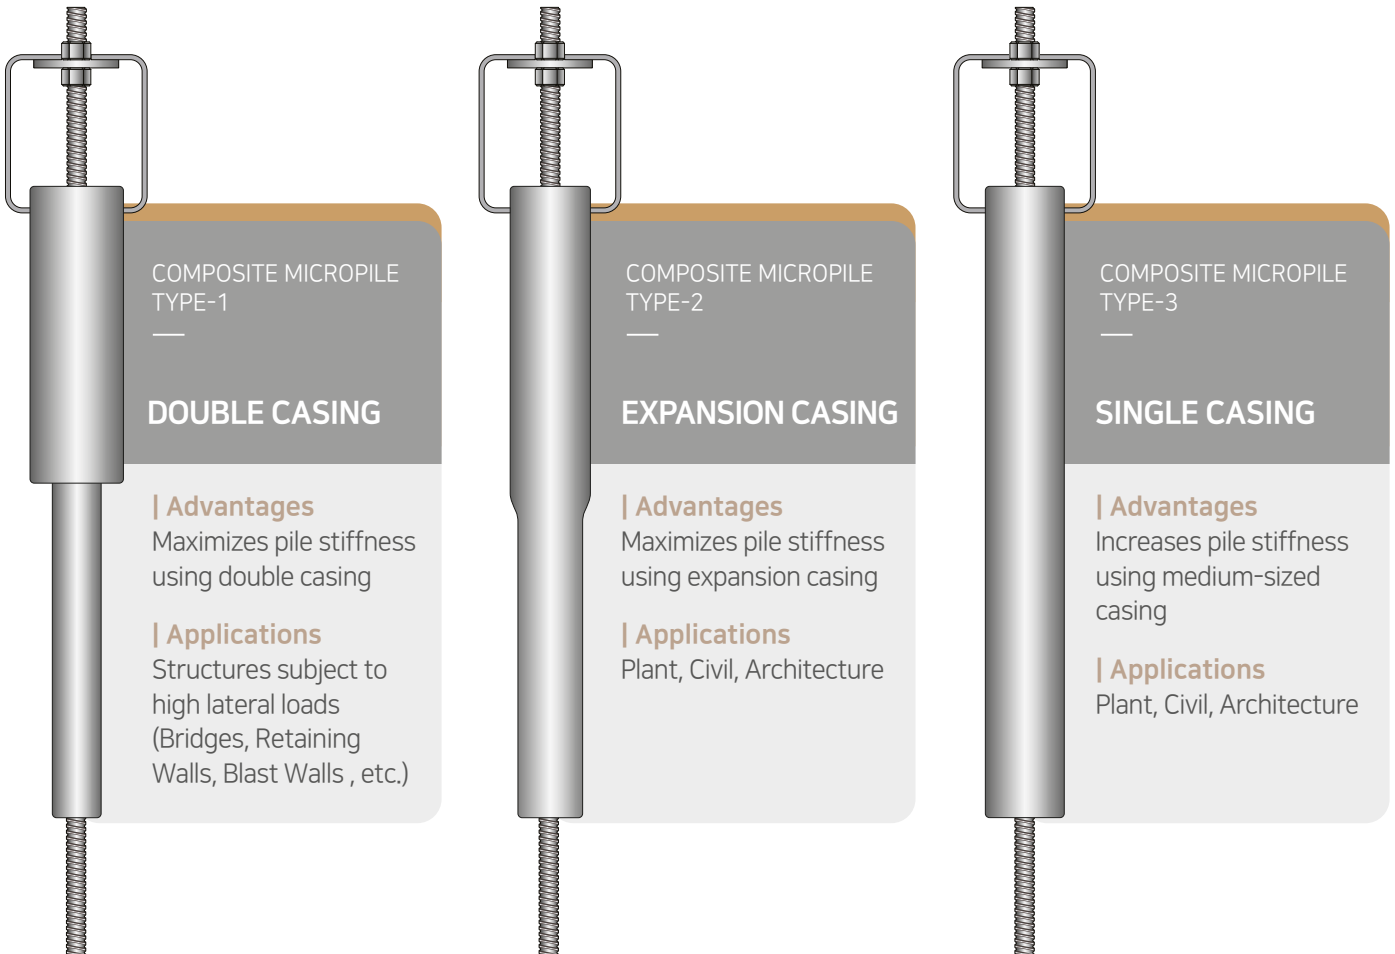 COMPOSITE MICROPILE
TYPE-1
DOUBLE CASING
| Advantages
Maximizes pile stiffness
using double casing
| Applications
Structures subject to
high lateral loads
(Bridges, Retaining
Walls, Blast Walls , etc.)
COMPOSITE MICROPILE
TYPE-2
EXPANSION CASING
| Advantages
Maximizes pile stiffness
using expansion casing
| Applications
Plant, Civil, Architecture
COMPOSITE MICROPILE
TYPE-3
SINGLE CASING
| Advantages
Increases pile stiffness
using medium-sized
casing
| Applications
Plant, Civil, Architecture